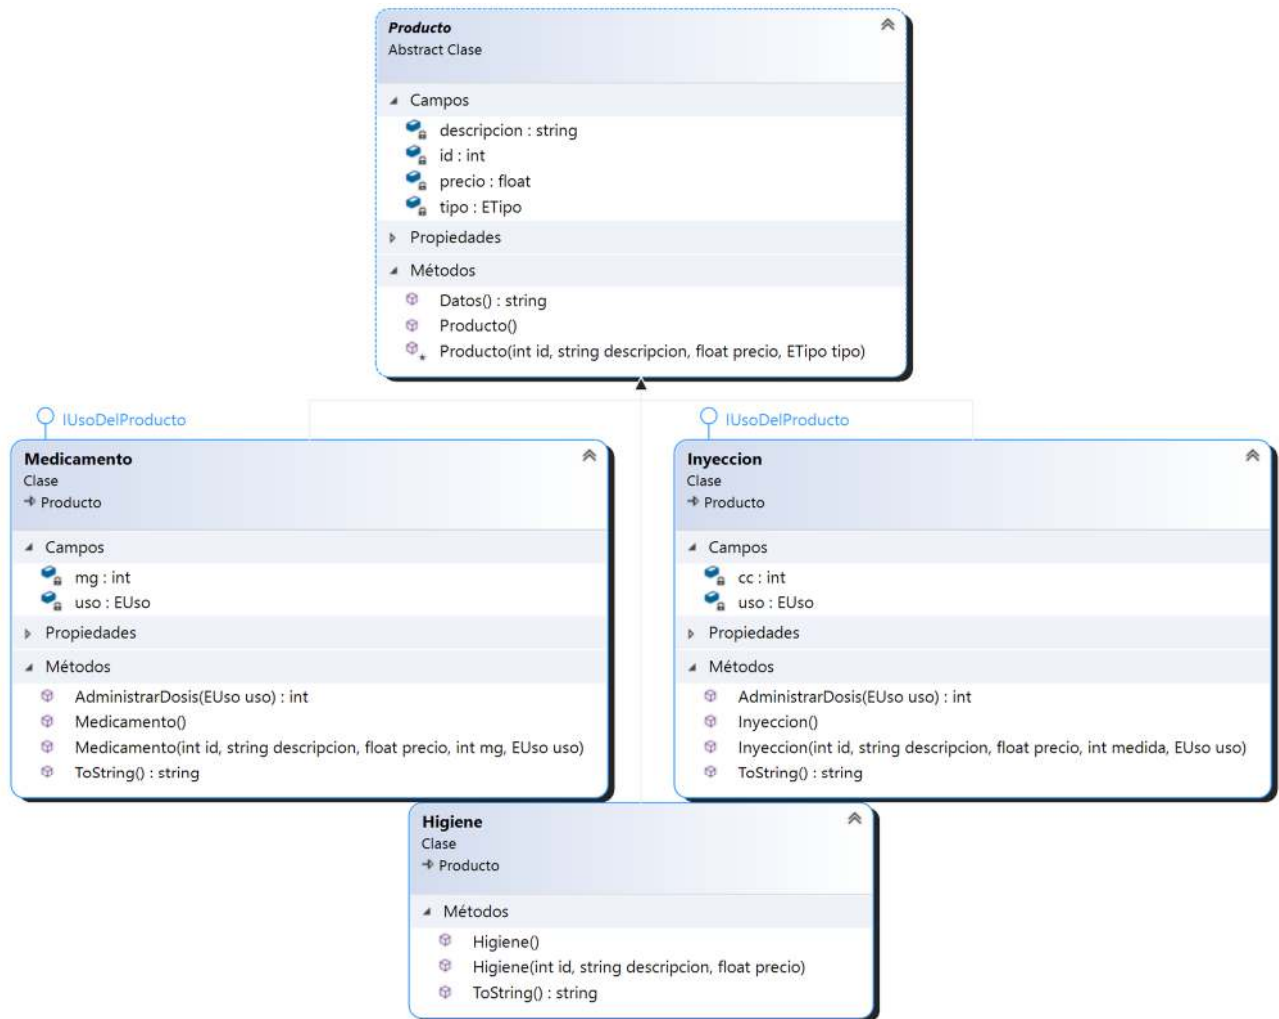 Producto
Abstract Clase
Campos
descripcion : string
id : int
precio : float
tipo : ETipo
Propiedades
Métodos
Datos() : string
Producto()
Producto(int id, string descripcion, float precio, ETipo tipo)
IUsoDelProducto
Medicamento
Clase
Producto
Campos
mg : int
uso : EUso
Propiedades
Métodos
AdministrarDosis(EUso uso) : int
Medicamento()
Medicamento(int id, string descripcion, float precio, int mg, EUso uso)
ToString() : string
IUsoDelProducto
Inyeccion
Clase
Producto
Campos
cc : int
uso : EUso
Propiedades
Métodos
AdministrarDosis(EUso uso) : int
Inyeccion()
Inyeccion(int id, string descripcion, float precio, int medida, EUso uso)
ToString() : string
Higiene
Clase
Producto
Métodos
Higiene()
Higiene(int id, string descripcion, float precio)
ToString() : string